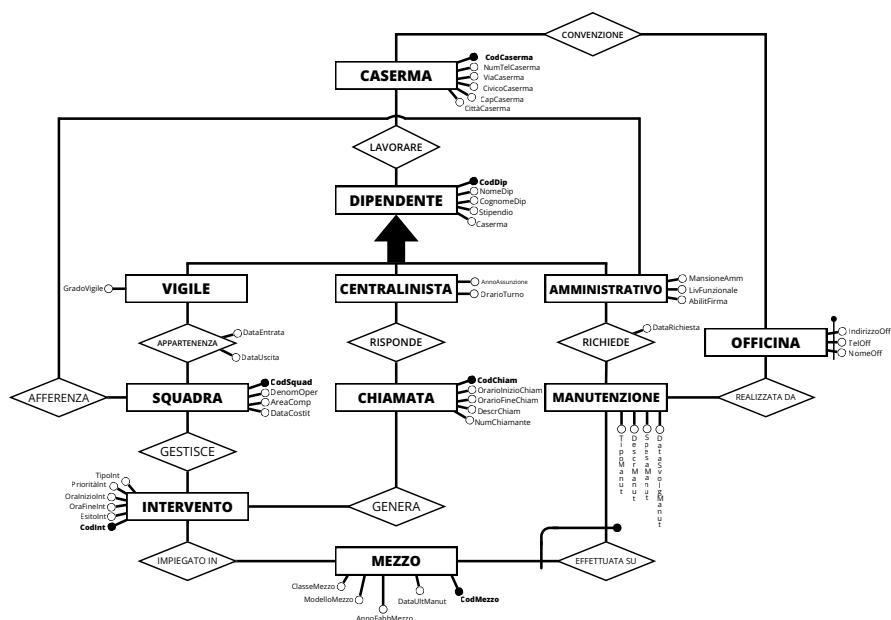 CONVENZIONE
CodCaserma
NumTelCaserma
CASERMA
ViaCaserma
CivicoCaserma
CapCaserma
CittàCaserma
LAVORARE
CodDip
NomeDip
DIPENDENTE
CognomeDip
Stipendio
Caserma
GradoVigile
VIGILE
CENTRALINISTA
AnnoAssunzione
OrarioTurno
AMMINISTRATIVO
MansioneAmm
LivFunzionale
AbilitFirma
APPARTENENZA
DataEntrata
DataUscita
RISPONDE
RICHIEDE
DataRichiesta
OFFICINA
IndirizzoOff
TelOff
NomeOff
AFFERENZA
SQUADRA
CodSquad
DenomOper
AreaComp
DataCostit
CHIAMATA
CodChiam
OrarioInizioChiam
OrarioFineChiam
DescrChiam
NumChiamante
MANUTENZIONE
REALIZZATA DA
TipoManut
DescrManut
SpesaManut
DataSvolgManut
GESTISCE
TipoInt
PrioritàInt
OraInizioInt
OraFineInt
EsitoInt
CodInt
INTERVENTO
GENERA
IMPIEGATO IN
MEZZO
EFFETTUATA SU
ClasseMezzo
ModelloMezzo
AnnoFabbMezzo
DataUltManut
CodMezzo